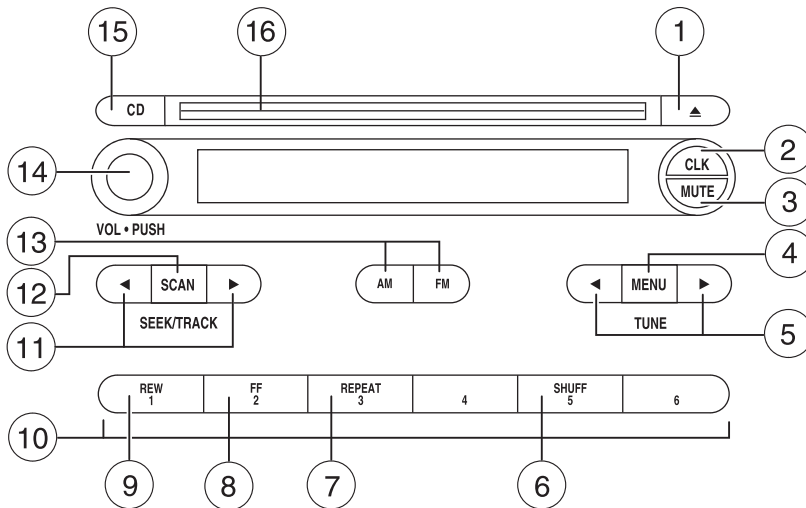 15 16 1
CD
2
CLK
14
MUTE
3
VOL • PUSH
13 4
AM FM
12 SCAN MENU
SEEK/TRACK TUNE
11 5
REW FF REPEAT SHUFF
1 2 3 4 5 6
10
9 8 7 6